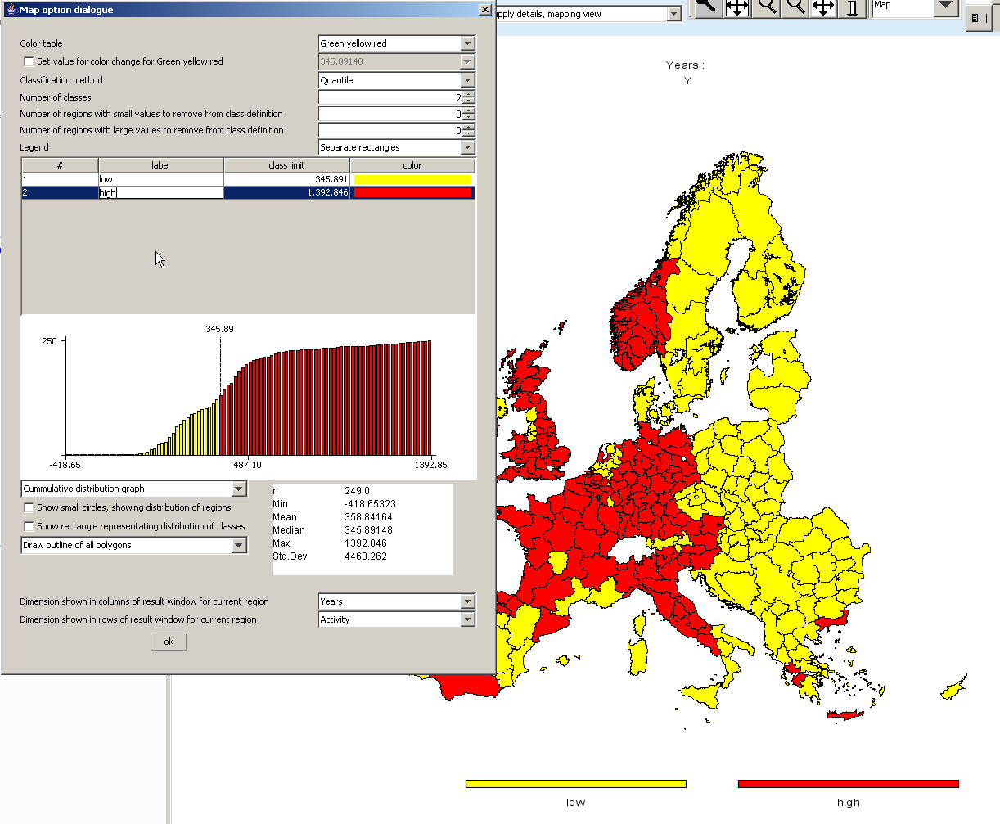 Map option dialogue
pply details, mapping view
Map
Color table
Green yellow red
Set value for color change for Green yellow red
345.89148
Classification method
Quantile
Number of classes
2
Number of regions with small values to remove from class definition
0
Number of regions with large values to remove from class definition
0
Legend
Separate rectangles
# label class limit color
1 low 345.891
2 high 1,392.846
345.89
250
-418.65 487.10 1392.85
Cummulative distribution graph
Show small circles, showing distribution of regions
Show rectangle representating distribution of classes
Draw outline of all polygons
n 249.0
Min -418.65323
Mean 358.84164
Median 345.89148
Max 1392.846
Std.Dev 4468.262
Dimension shown in columns of result window for current region
Years
Dimension shown in rows of result window for current region
Activity
ok
Years :
Y
low high